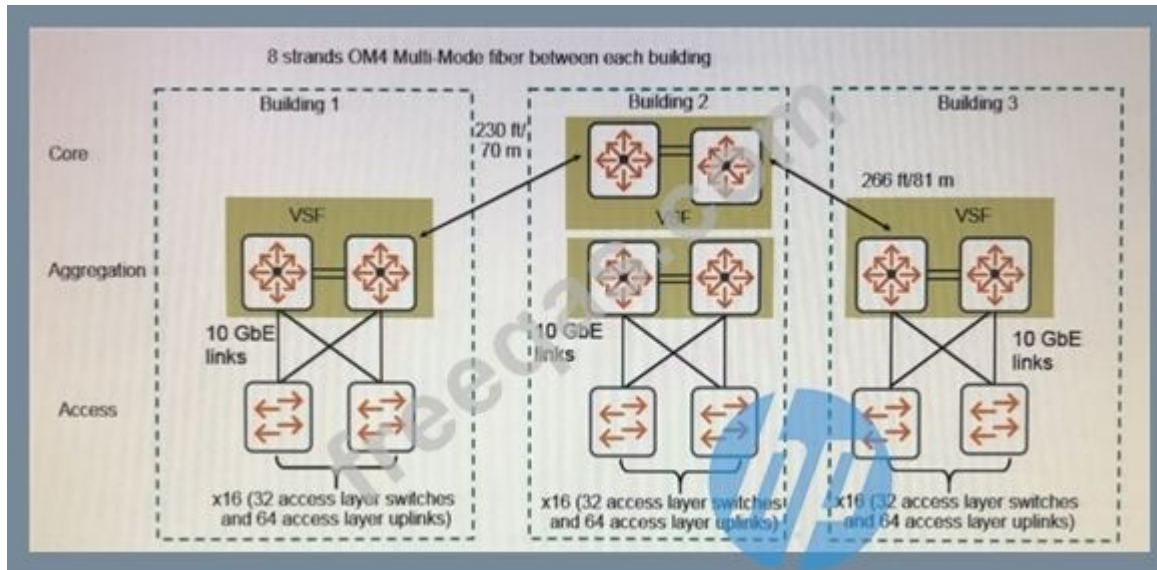 8 strands OM4 Multi-Mode fiber between each building
Building 1
Building 2
Building 3
Core
230 ft/
70 m
266 ft/81 m
VSF
VSF
VSF
Aggregation
10 GbE
links
10 GbE
links
10 GbE
links
Access
x16 (32 access layer switches
and 64 access layer uplinks)
x16 (32 access layer switches
and 64 access layer uplinks)
x16 (32 access layer switches
and 64 access layer uplinks)
freeqas.com
hp